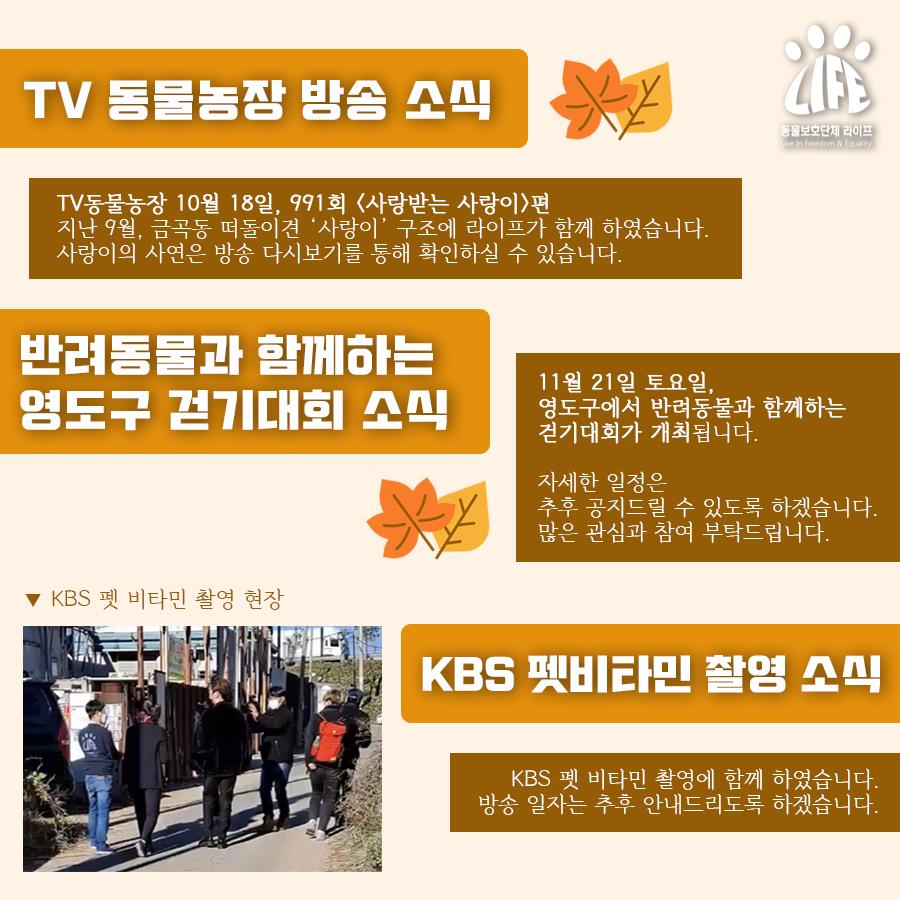 TV 동물농장 방송 소식
LIFE
동물보호단체 라이프
Live In Freedom & Equality
TV동물농장 10월 18일, 991회 <사랑받는 사랑이>편
지난 9월, 금곡동 떠돌이견 ‘사랑이’ 구조에 라이프가 함께 하였습니다.
사랑이의 사연은 방송 다시보기를 통해 확인하실 수 있습니다.
반려동물과 함께하는
영도구 걷기대회 소식
11월 21일 토요일,
영도구에서 반려동물과 함께하는
걷기대회가 개최됩니다.
자세한 일정은
추후 공지드릴 수 있도록 하겠습니다.
많은 관심과 참여 부탁드립니다.
▼ KBS 펫 비타민 촬영 현장
KBS 펫비타민 촬영 소식
KBS 펫 비타민 촬영에 함께 하였습니다.
방송 일자는 추후 안내드리도록 하겠습니다.